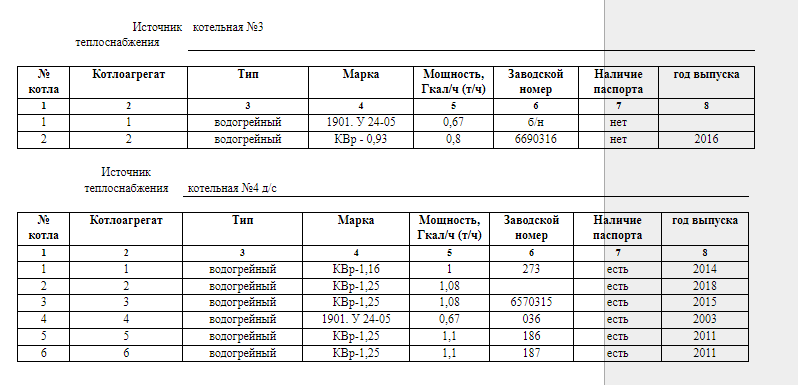 Источник котельная №3
теплоснабжения
№ Котлоагрегат Тип Марка Мощность, Заводской Наличие год выпуска
котла Гкал/ч (т/ч) номер паспорта
1 2 3 4 5 6 7 8
1 1 водогрейный 1901. У 24-05 0,67 б/н нет
2 2 водогрейный КВр - 0,93 0,8 6690316 нет 2016
Источник
теплоснабжения котельная №4 д/с
№ Котлоагрегат Тип Марка Мощность, Заводской Наличие год выпуска
котла Гкал/ч (т/ч) номер паспорта
1 2 3 4 5 6 7 8
1 1 водогрейный КВр-1,16 1 273 есть 2014
2 2 водогрейный КВр-1,25 1,08 есть 2018
3 3 водогрейный КВр-1,25 1,08 6570315 есть 2015
4 4 водогрейный 1901. У 24-05 0,67 036 есть 2003
5 5 водогрейный КВр-1,25 1,1 186 есть 2011
6 6 водогрейный КВр-1,25 1,1 187 есть 2011